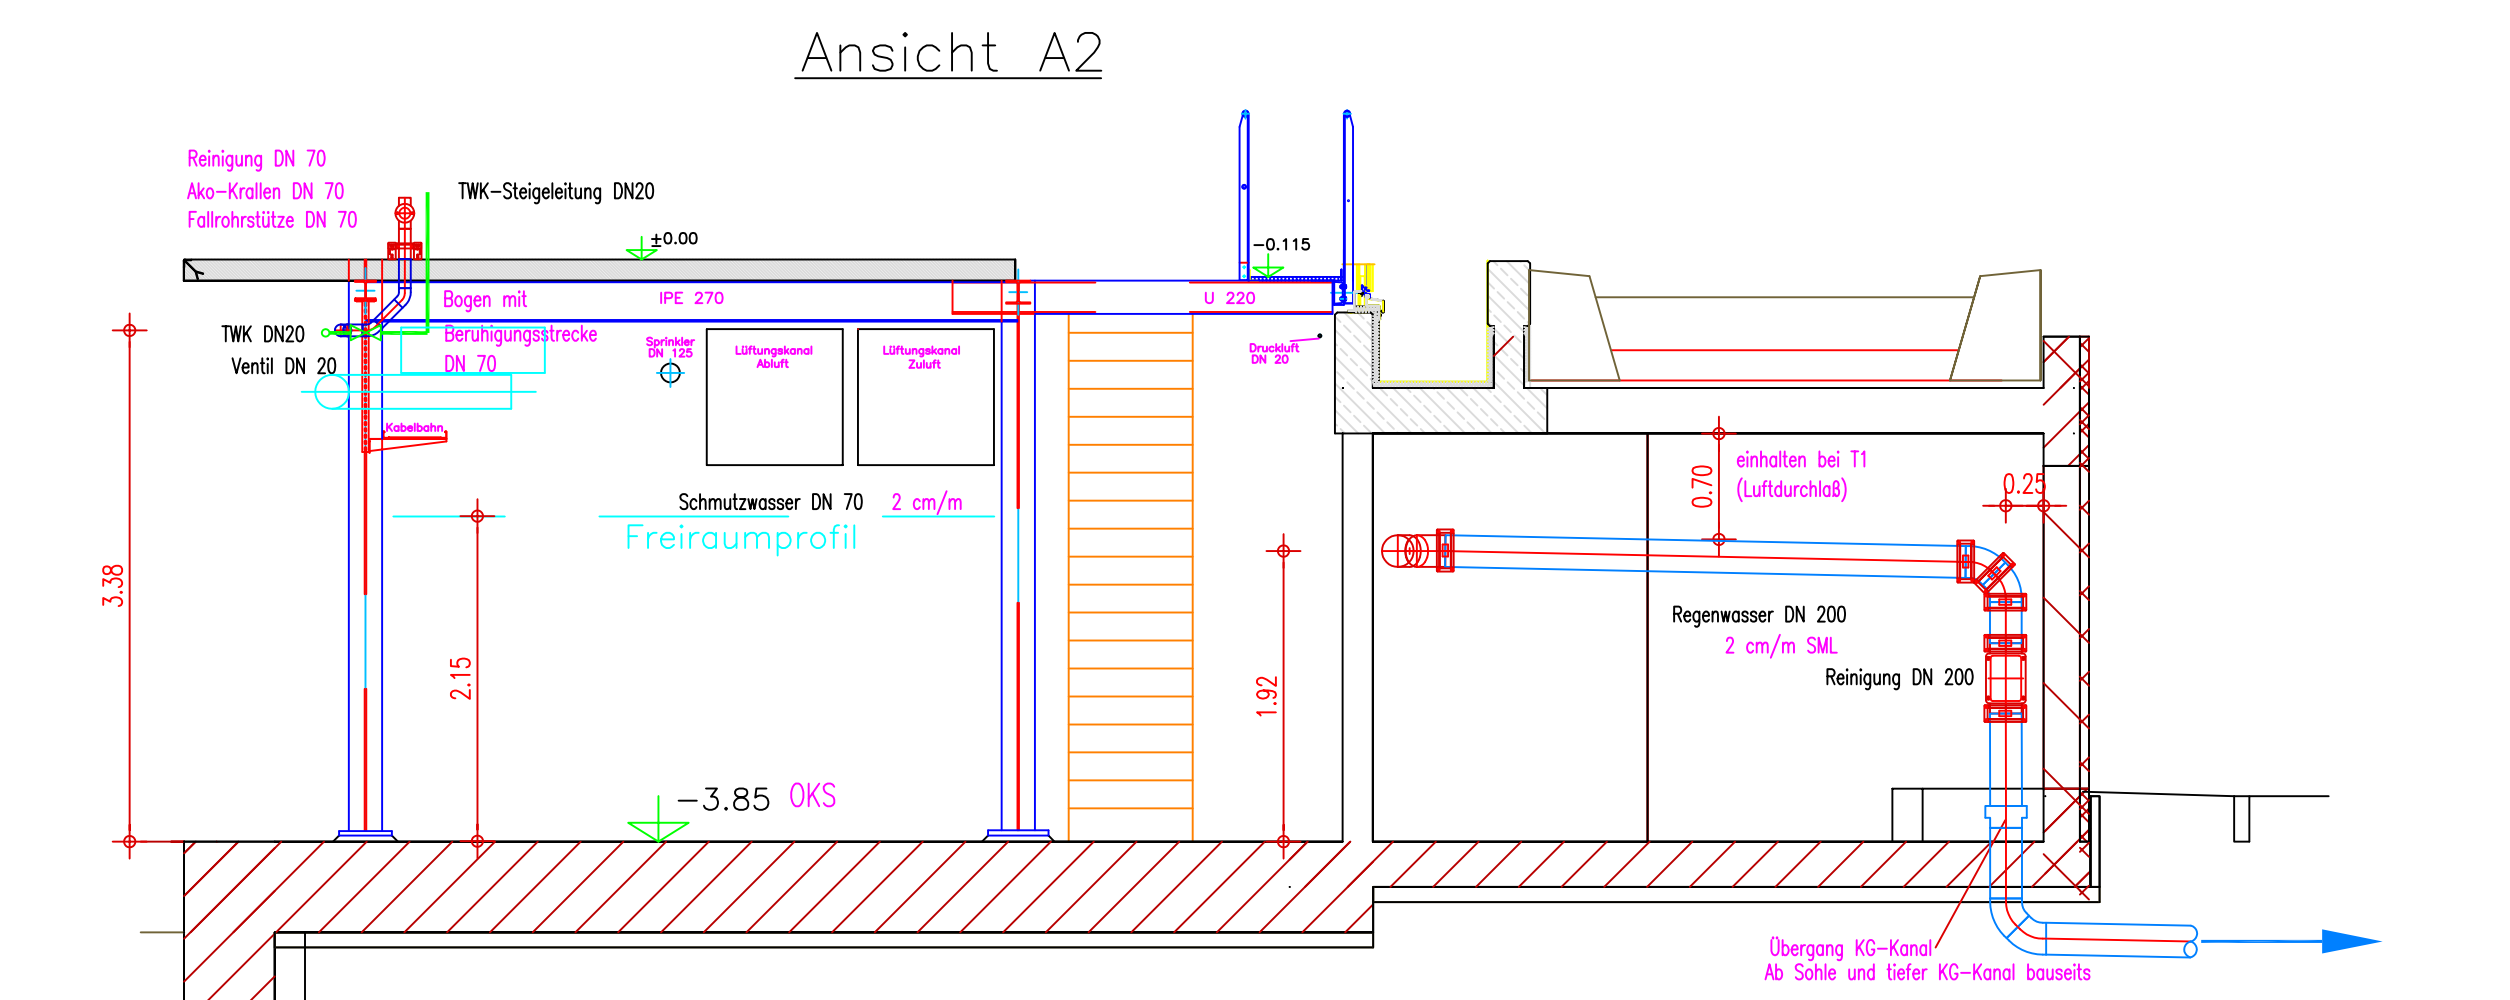 Ansicht A2
Reinigung DN 70
Ako-Krallen DN 70
Fallrohrstütze DN 70
TWK-Steigeleitung DN20
±0.00
-0.115
Bogen mit
Beruhigungsstrecke
DN 70
IPE 270
U 220
TWK DN20
Ventil DN 20
Sprinkler
DN 125
Lüftungskanal
Abluft
Lüftungskanal
Zuluft
Druckluft
DN 20
Kabelbahn
einhalten bei T1
(Luftdurchlaß)
0.70
0.25
Schmutzwasser DN 70 2 cm/m
Freiraumprofil
3.38
2.15
1.92
Regenwasser DN 200
2 cm/m SML
Reinigung DN 200
-3.85 OKS
Übergang KG-Kanal
Ab Sohle und tiefer KG-Kanal bauseits